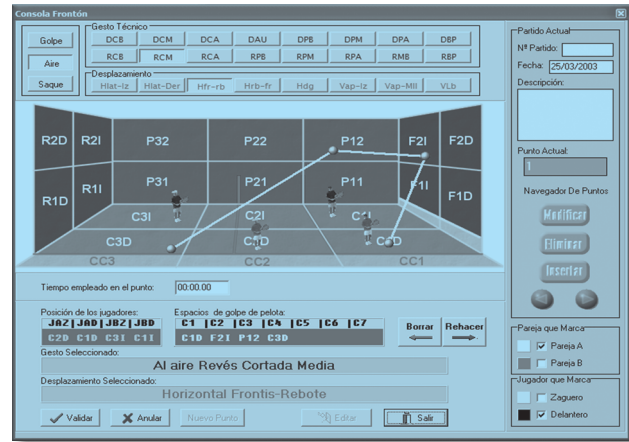 Consola Frontón
Golpe
Aire
Saque
Gesto Técnico
DCB DCM DCA DAU DPB DPM DPA DBP
RCB RCM RCA RPB RPM RPA RMB RBP
Desplazamiento
Hlat-Iz Hlat-Der Hfr-rb Hrb-fr Hdg Vap-Iz Vap-Mll VLb
R2D R2I P32 P22 P12 F2I F2D
R1D R1I P31 P21 P11 F1I F1D
C3I C2I C1I
C3D C2D C1D
CC3 CC2 CC1
Tiempo empleado en el punto: 00:00.00
Posición de los jugadores:
JAZ|JAD|JBZ|JBD
C2D C1D C3I C1I
Espacios de golpe de pelota:
C1 |C2 |C3 |C4 |C5 |C6 |C7
C1D F2I P12 C3D
Borrar Rehacer
Gesto Seleccionado:
Al aire Revés Cortada Media
Desplazamiento Seleccionado:
Horizontal Frontis-Rebote
Validar Anular Nuevo Punto Editar Salir
Partido Actual
Nº Partido:
Fecha: 25/03/2003
Descripción:
Punto Actual:
1
Navegador De Puntos
Modificar
Eliminar
Insertar
Pareja que Marca
Pareja A
Pareja B
Jugador que Marca
Zaguero
Delantero